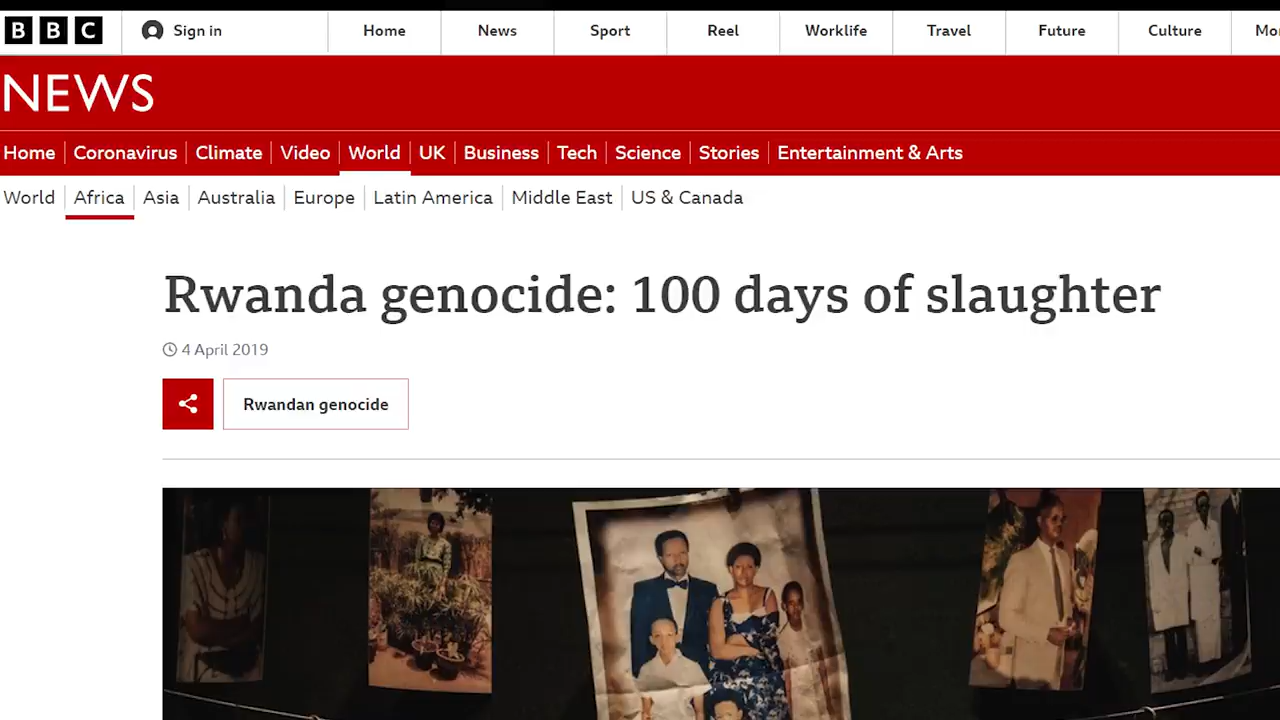 BBC Sign in Home News Sport Reel Worklife Travel Future Culture
NEWS
Home Coronavirus Climate Video World UK Business Tech Science Stories Entertainment & Arts
World Africa Asia Australia Europe Latin America Middle East US & Canada
Rwanda genocide: 100 days of slaughter
4 April 2019
Rwandan genocide